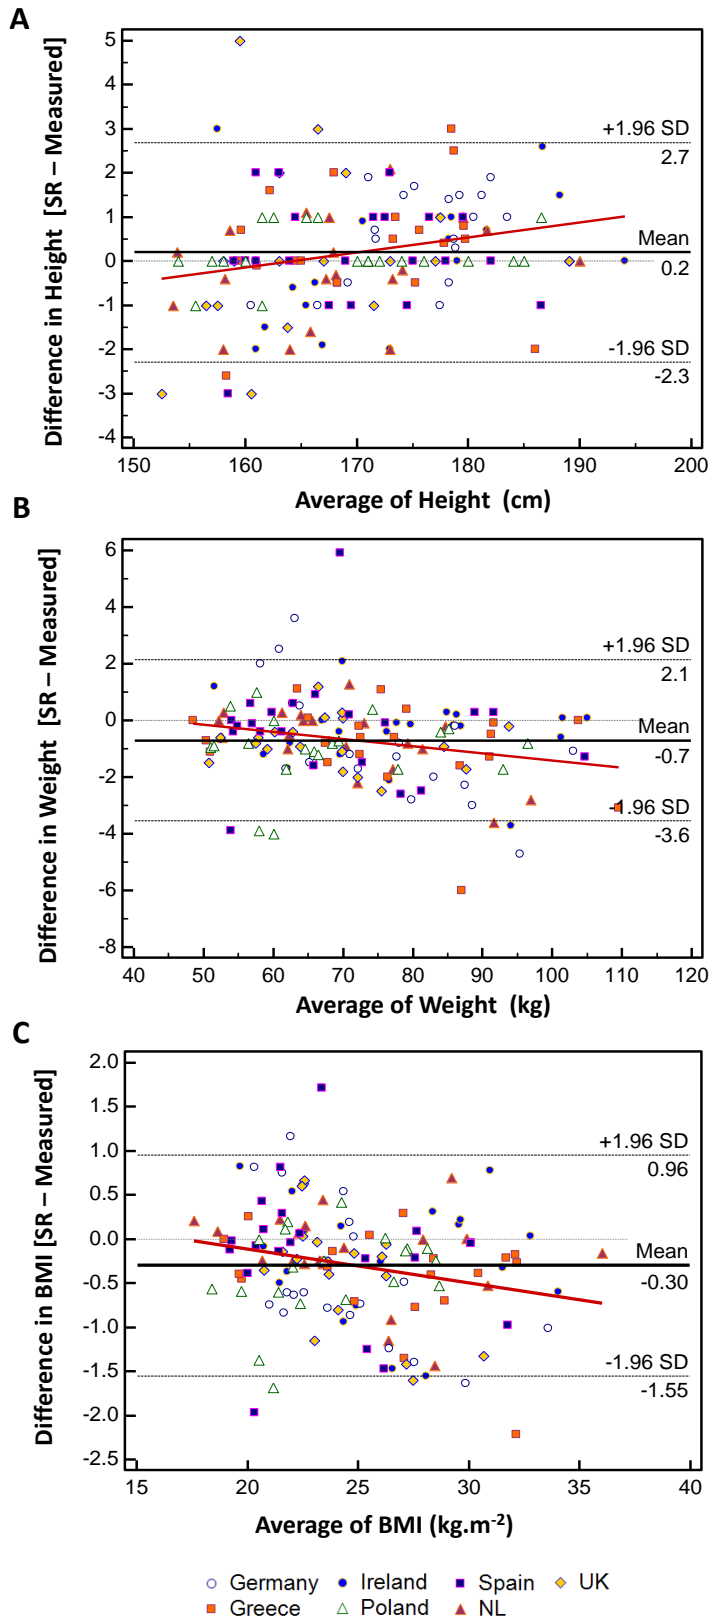 A
Difference in Height [SR – Measured]
5
4
3
2
1
0
-1
-2
-3
-4
+1.96 SD
2.7
Mean
0.2
-1.96 SD
-2.3
150 160 170 180 190 200
Average of Height (cm)
B
Difference in Weight [SR – Measured]
6
4
2
0
-2
-4
-6
-8
+1.96 SD
2.1
Mean
-0.7
-1.96 SD
-3.6
40 50 60 70 80 90 100 110 120
Average of Weight (kg)
C
Difference in BMI [SR – Measured]
2.0
1.5
1.0
0.5
0.0
-0.5
-1.0
-1.5
-2.0
-2.5
+1.96 SD
0.96
Mean
-0.30
-1.96 SD
-1.55
15 20 25 30 35 40
Average of BMI (kg.m-2)
Germany Ireland Spain UK
Greece Poland NL